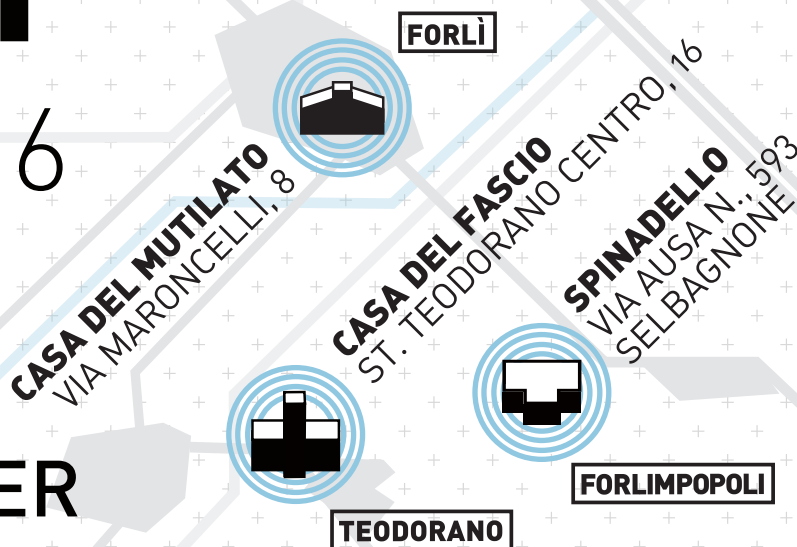 FORLÌ
6
CASA DEL MUTILATO
VIA MARONCELLI, 8
CASA DEL FASCIO
ST. TEODORANO CENTRO, 16
SPINADELLO
VIA AUSA N., 593
SELBAGNONE
ER
FORLIMPOPOLI
TEODORANO